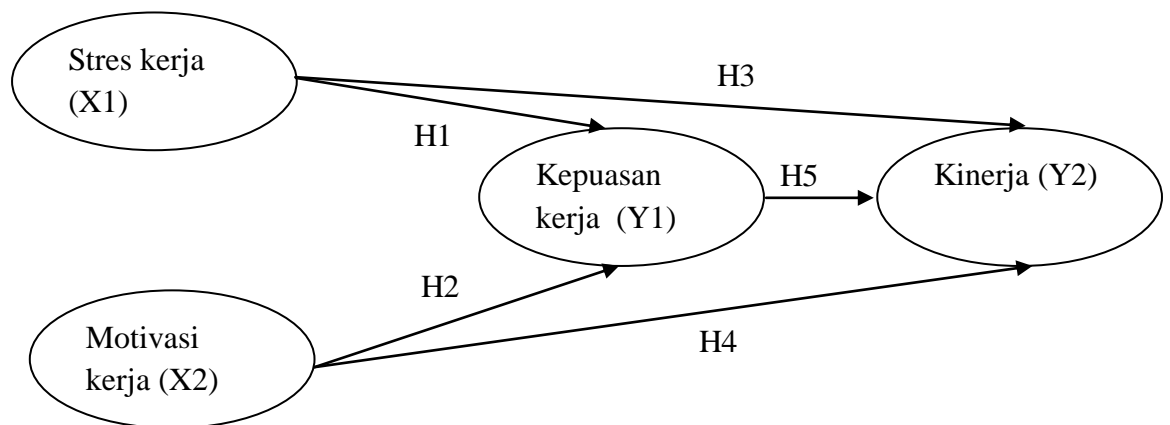 Stres kerja
(X1)
H3
H1
Kepuasan
kerja  (Y1)
H5
Kinerja (Y2)
H2
Motivasi
kerja (X2)
H4